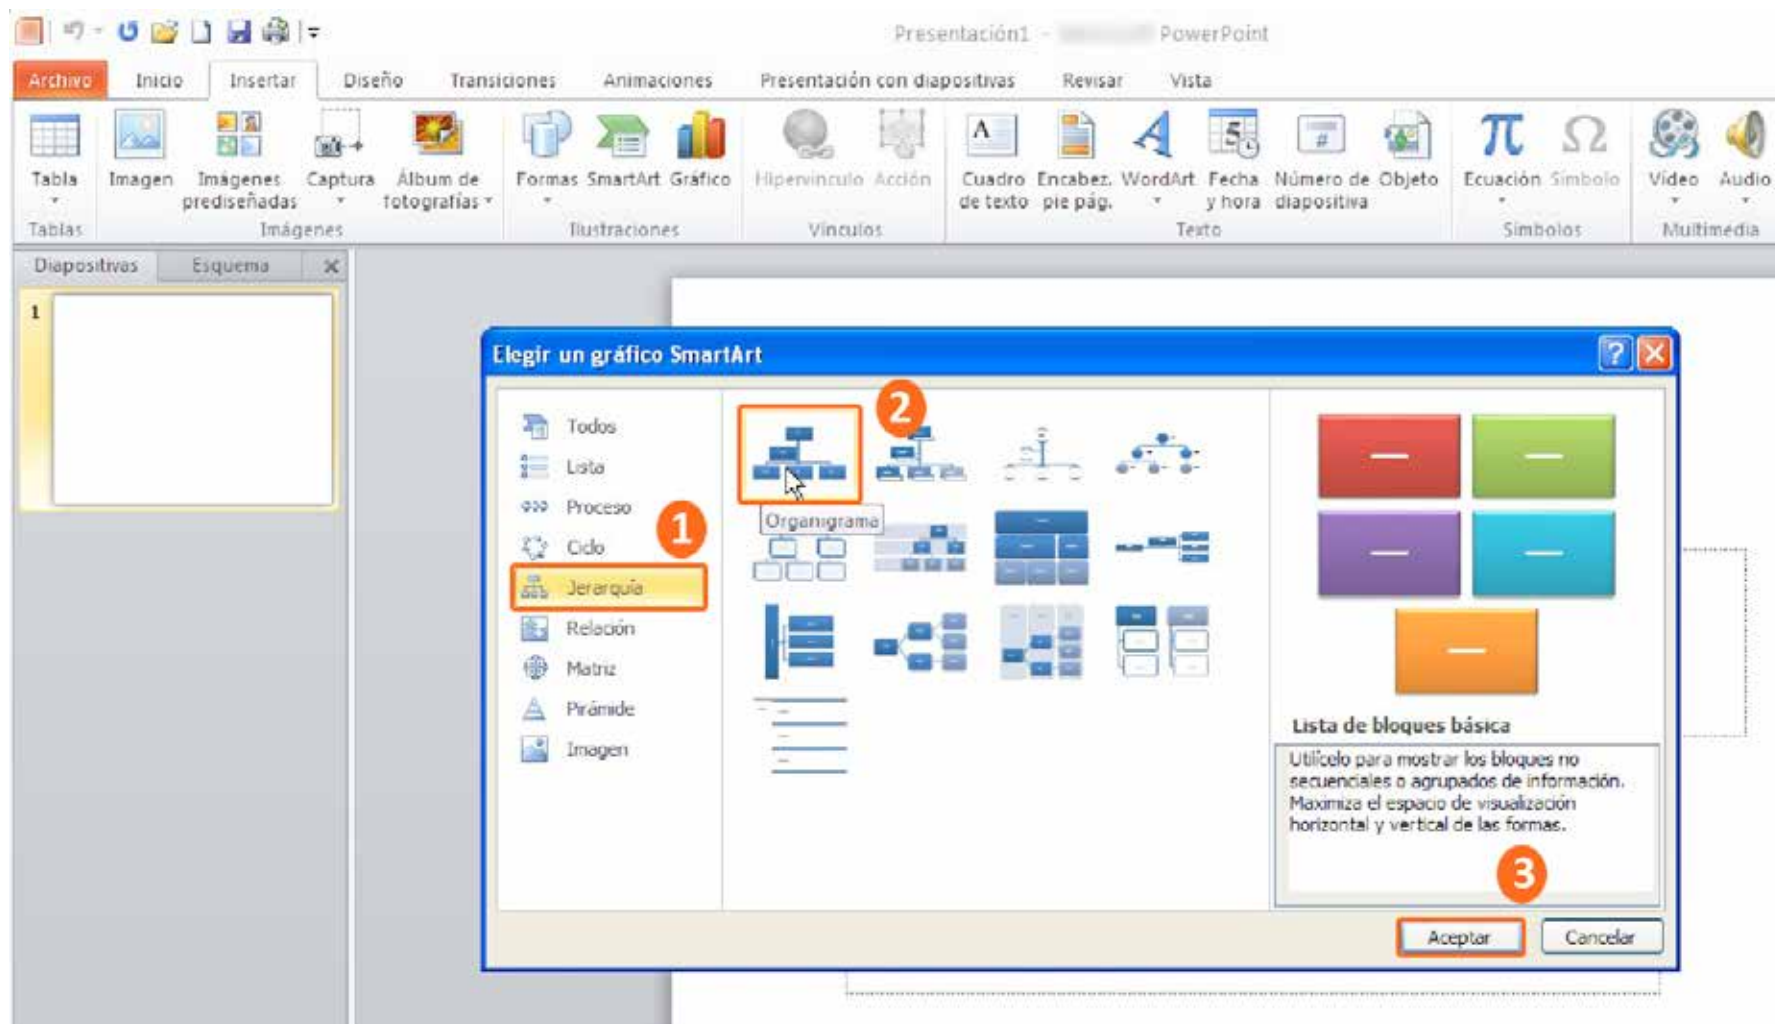 Presentación1 - PowerPoint
Archivo Inicio Insertar Diseño Transiciones Animaciones Presentación con diapositivas Revisar Vista
Tabla Imagen Imágenes prediseñadas Captura Álbum de fotografías Formas SmartArt Gráfico Hipervínculo Acción Cuadro de texto Encabez. pie pág. WordArt Fecha y hora Número de diapositiva Objeto Ecuación Símbolo Vídeo Audio
Tablas Imágenes Ilustraciones Vínculos Texto Símbolos Multimedia
Diapositivas Esquema
1
Elegir un gráfico SmartArt
2
Todos
Lista
Proceso
1
Organigrama
Ciclo
Jerarquía
Relación
Matriz
Pirámide
Imagen
Lista de bloques básica
Utilícelo para mostrar los bloques no
secuenciales o agrupados de información.
Maximiza el espacio de visualización
horizontal y vertical de las formas.
3
Aceptar Cancelar